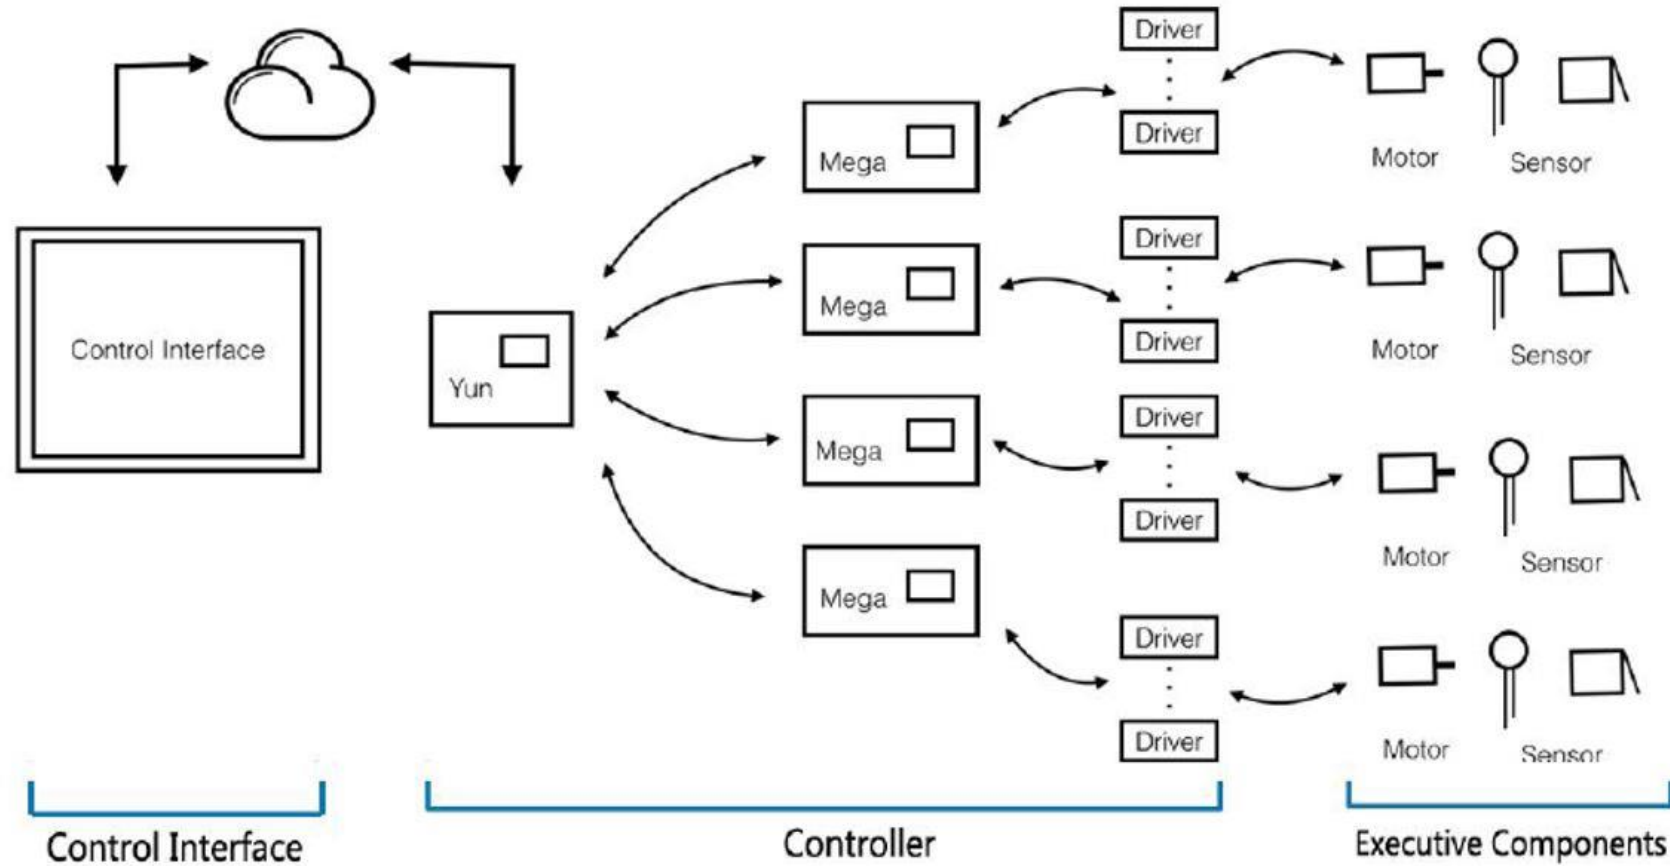 Driver
Driver
Mega
Motor
Sensor
Driver
Mega
Driver
Motor
Sensor
Control Interface
Yun
Driver
Mega
Driver
Motor
Sensor
Mega
Driver
Driver
Motor
Sensor
Control Interface
Controller
Executive Components